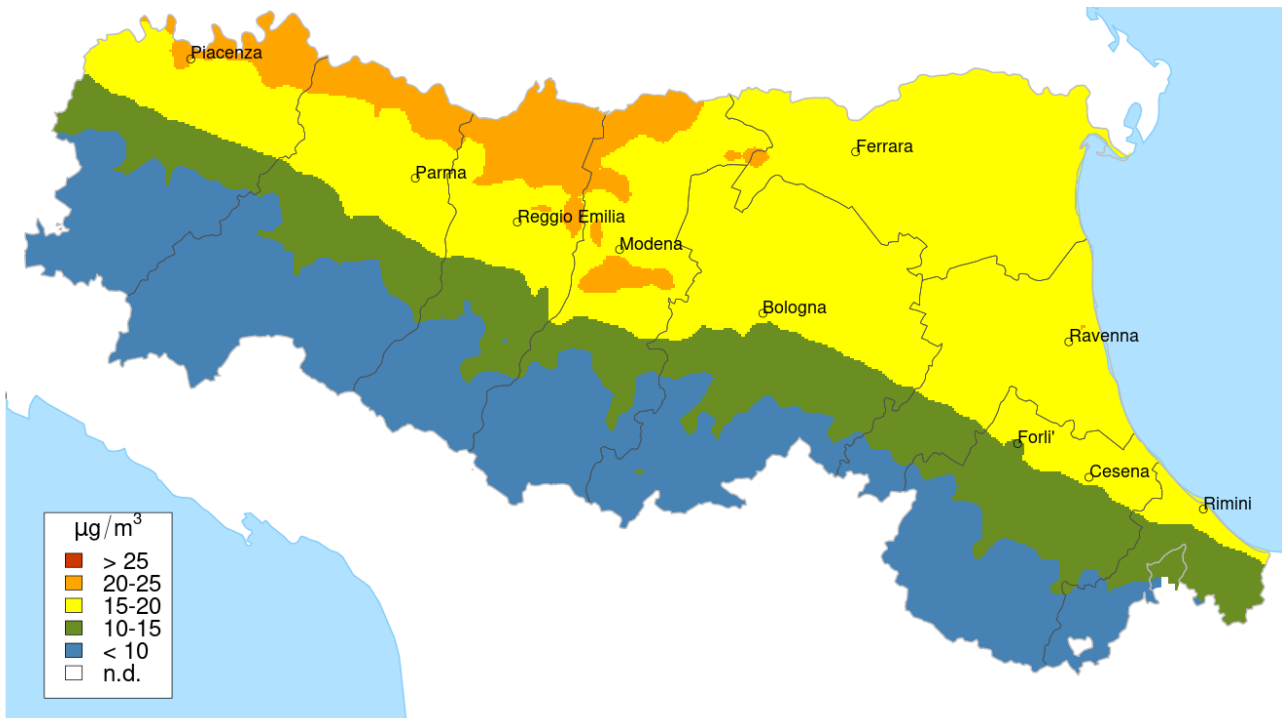 Piacenza
Ferrara
Parma
Reggio Emilia
Modena
Bologna
Ravenna
Forli'
Cesena
Rimini
μg/m³
> 25
20-25
15-20
10-15
< 10
n.d.